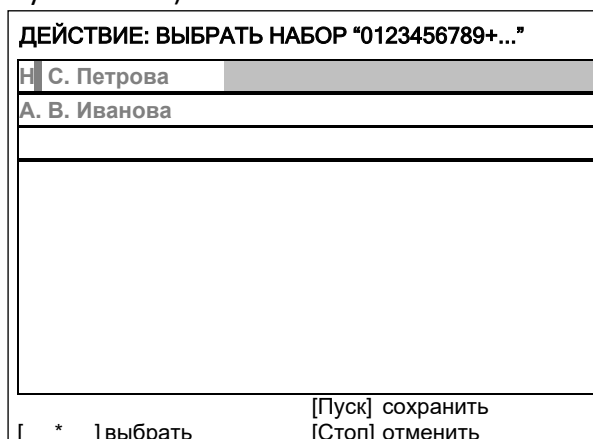 ДЕЙСТВИЕ: ВЫБРАТЬ НАБОР “0123456789+...”
Н С. Петрова
А. В. Иванова
[Пуск] сохранить
[ * ] выбрать [Стоп] отменить